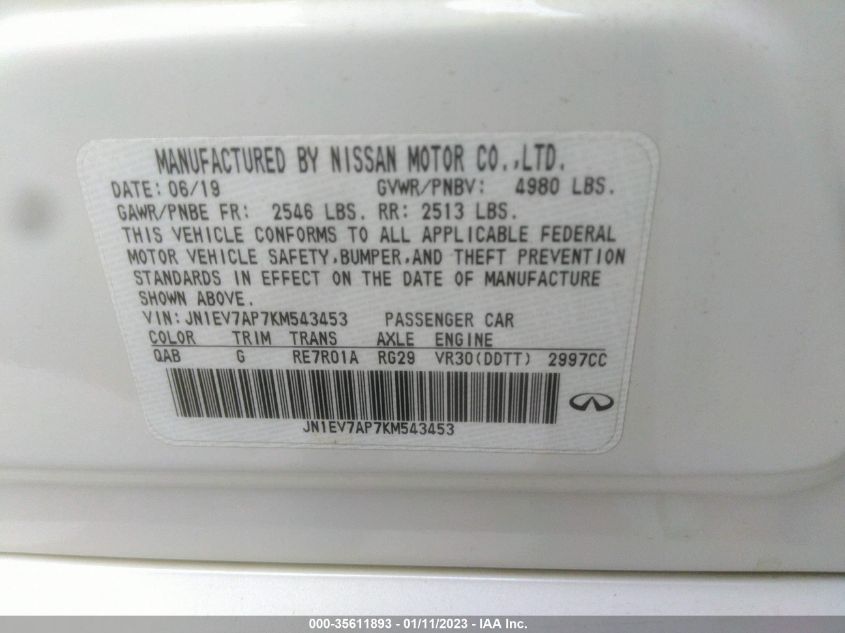 MANUFACTURED BY NISSAN MOTOR CO.,LTD.
DATE: 06/19 GVWR/PNBV: 4980 LBS.
GAWR/PNBE FR: 2546 LBS. RR: 2513 LBS.
THIS VEHICLE CONFORMS TO ALL APPLICABLE FEDERAL
MOTOR VEHICLE SAFETY,BUMPER,AND THEFT PREVENTION
STANDARDS IN EFFECT ON THE DATE OF MANUFACTURE
SHOWN ABOVE.
VIN: JN1EV7AP7KM543453 PASSENGER CAR
COLOR TRIM TRANS AXLE ENGINE
QAB G RE7R01A RG29 VR30(DDTT) 2997CC
JN1EV7AP7KM543453
000-35611893 - 01/11/2023 - IAA Inc.